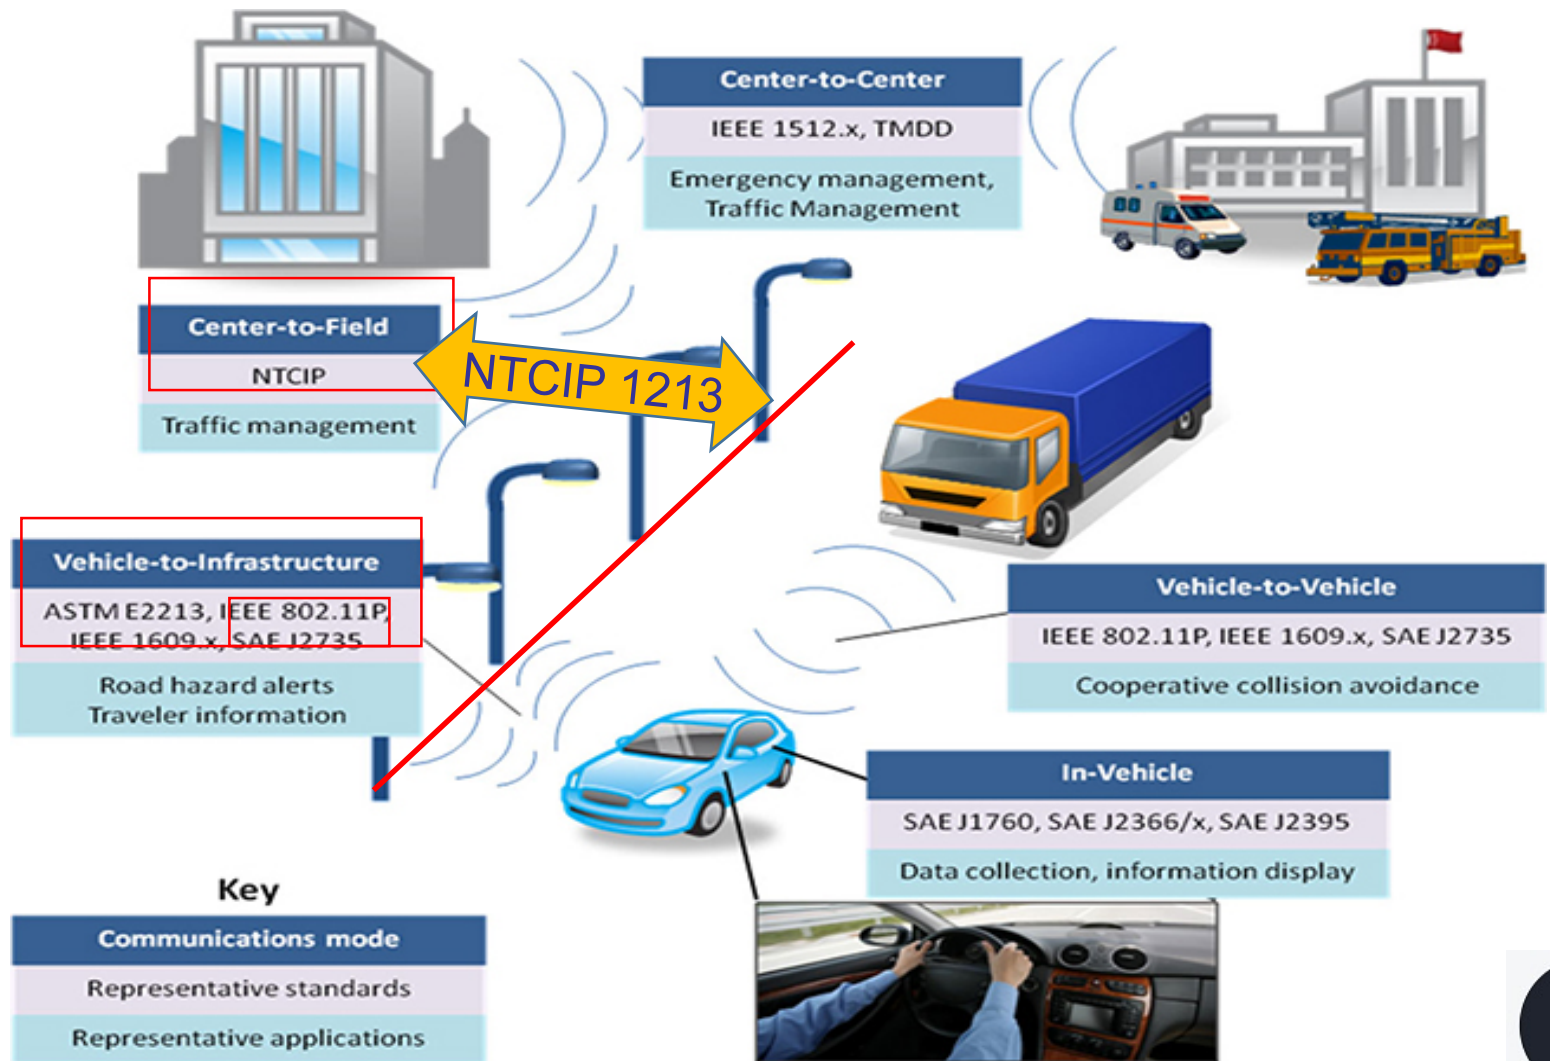 Center-to-Center
IEEE 1512.x, TMDD
Emergency management,
Traffic Management
Center-to-Field
NTCIP
Traffic management
NTCIP 1213
Vehicle-to-Infrastructure
ASTM E2213, IEEE 802.11P,
IEEE 1609.x, SAE J2735
Road hazard alerts
Traveler information
Vehicle-to-Vehicle
IEEE 802.11P, IEEE 1609.x, SAE J2735
Cooperative collision avoidance
In-Vehicle
SAE J1760, SAE J2366/x, SAE J2395
Data collection, information display
Key
Communications mode
Representative standards
Representative applications